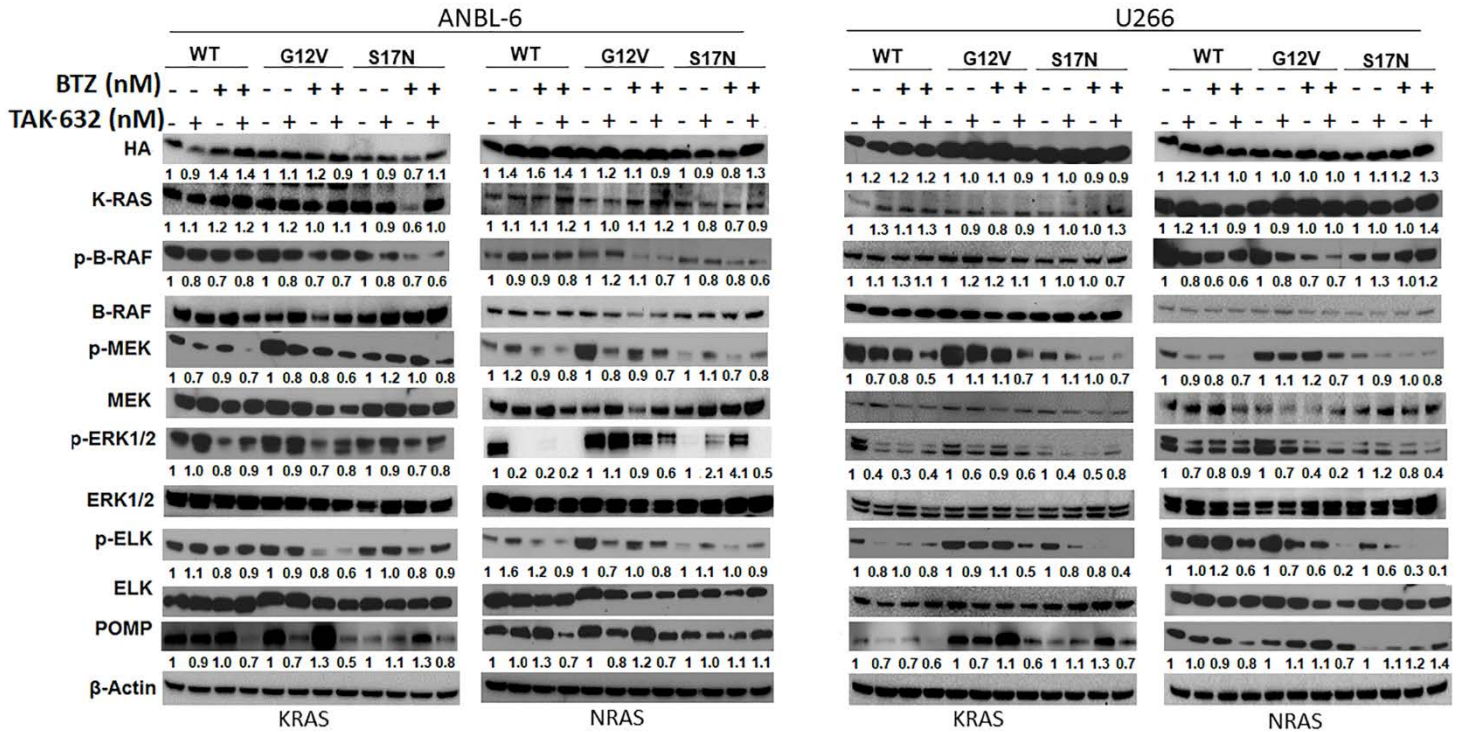 ANBL-6 U266
WT G12V S17N WT G12V S17N WT G12V S17N WT G12V S17N
BTZ (nM) - - + + - - + + - - + + - - + + - - + + - - + + - - + + - - + + - - + + - - + + - - + + - - + +
TAK-632 (nM) - + - + - + - + - + - + - + - + - + - + - + - + - + - + - + - + - + - + - + - + - + - + - + - +
HA
1 0.9 1.4 1.4 1 1.1 1.2 0.9 1 0.9 0.7 1.1 1 1.4 1.6 1.4 1 1.2 1.1 0.9 1 0.9 0.8 1.3 1 1.2 1.2 1.2 1 1.0 1.1 0.9 1 1.0 0.9 0.9 1 1.2 1.1 1.0 1 1.0 1.0 1.0 1 1.1 1.2 1.3
K-RAS
1 1.1 1.2 1.2 1 1.2 1.0 1.1 1 0.9 0.6 1.0 1 1.1 1.1 1.2 1 1.0 1.1 1.2 1 0.8 0.7 0.9 1 1.3 1.1 1.3 1 0.9 0.8 0.9 1 1.0 1.0 1.3 1 1.2 1.1 0.9 1 0.9 1.0 1.0 1 1.0 1.0 1.4
p-B-RAF
1 0.8 0.7 0.8 1 0.8 0.7 0.7 1 0.8 0.7 0.6 1 0.9 0.9 0.8 1 1.2 1.1 0.7 1 0.8 0.8 0.6 1 1.1 1.3 1.1 1 1.2 1.2 1.1 1 1.0 1.0 0.7 1 0.8 0.6 0.6 1 0.8 0.7 0.7 1 1.3 1.0 1.2
B-RAF
p-MEK
1 0.7 0.9 0.7 1 0.8 0.8 0.6 1 1.2 1.0 0.8 1 1.2 0.9 0.8 1 0.6 0.9 0.8 1 1.1 0.7 0.8 1 0.7 0.8 0.5 1 1.1 1.1 0.7 1 1.1 1.0 0.7 1 0.9 0.8 0.7 1 1.1 1.2 0.7 1 0.9 1.0 0.8
MEK
p-ERK1/2
1 1.0 0.8 0.9 1 0.9 0.7 0.8 1 0.9 0.7 0.8 1 0.2 0.2 0.2 1 1.1 0.9 0.6 1 2.1 4.1 0.5 1 0.4 0.3 0.4 1 0.6 0.9 0.6 1 0.4 0.5 0.8 1 0.7 0.8 0.9 1 0.7 0.4 0.2 1 1.2 0.8 0.4
ERK1/2
p-ELK
1 1.1 0.8 0.9 1 0.9 0.8 0.6 1 1.0 0.8 0.9 1 1.6 1.2 0.9 1 0.7 1.0 0.8 1 1.1 1.0 0.9 1 0.8 1.0 0.8 1 0.9 1.1 0.5 1 0.8 0.8 0.4 1 1.0 1.2 0.6 1 0.7 0.6 0.2 1 0.6 0.3 0.1
ELK
POMP
1 0.9 1.0 0.7 1 0.7 1.3 0.5 1 1.1 1.3 0.8 1 1.0 1.3 0.7 1 0.8 1.2 0.7 1 1.0 1.1 1.1 1 0.7 0.7 0.6 1 0.7 1.1 0.6 1 1.1 1.3 0.7 1 1.0 0.9 0.8 1 1.1 1.1 0.7 1 1.1 1.2 1.4
β-Actin
KRAS NRAS KRAS NRAS